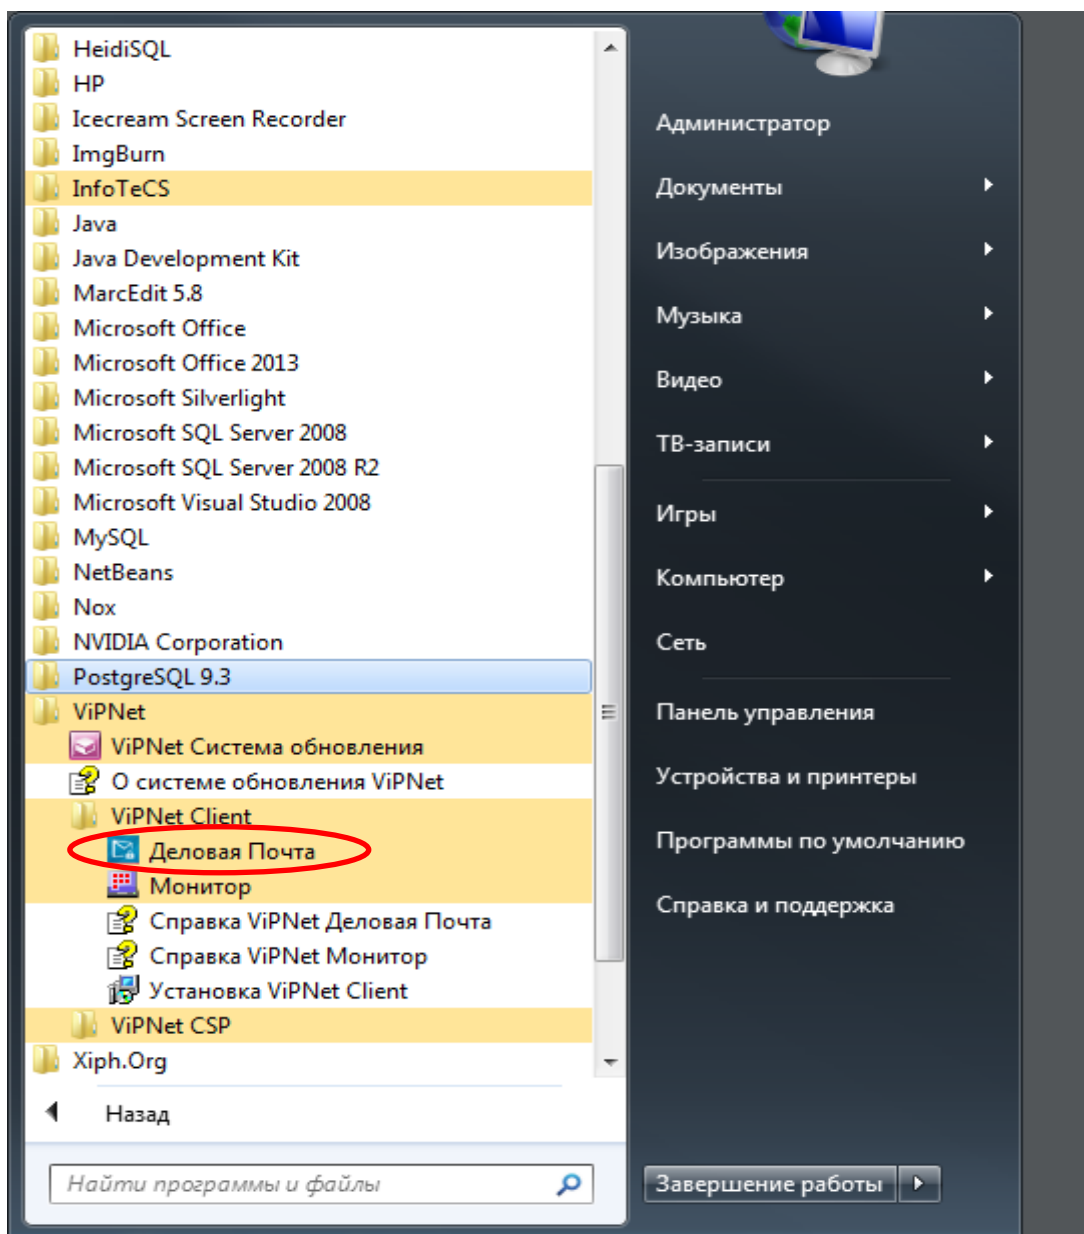 HeidiSQL
HP
Icecream Screen Recorder
ImgBurn
InfoTeCS
Java
Java Development Kit
MarcEdit 5.8
Microsoft Office
Microsoft Office 2013
Microsoft Silverlight
Microsoft SQL Server 2008
Microsoft SQL Server 2008 R2
Microsoft Visual Studio 2008
MySQL
NetBeans
Nox
NVIDIA Corporation
PostgreSQL 9.3
ViPNet
ViPNet Система обновления
О системе обновления ViPNet
ViPNet Client
Деловая Почта
Монитор
Справка ViPNet Деловая Почта
Справка ViPNet Монитор
Установка ViPNet Client
ViPNet CSP
Xiph.Org
Назад
Найти программы и файлы
Администратор
Документы
Изображения
Музыка
Видео
ТВ-записи
Игры
Компьютер
Сеть
Панель управления
Устройства и принтеры
Программы по умолчанию
Справка и поддержка
Завершение работы